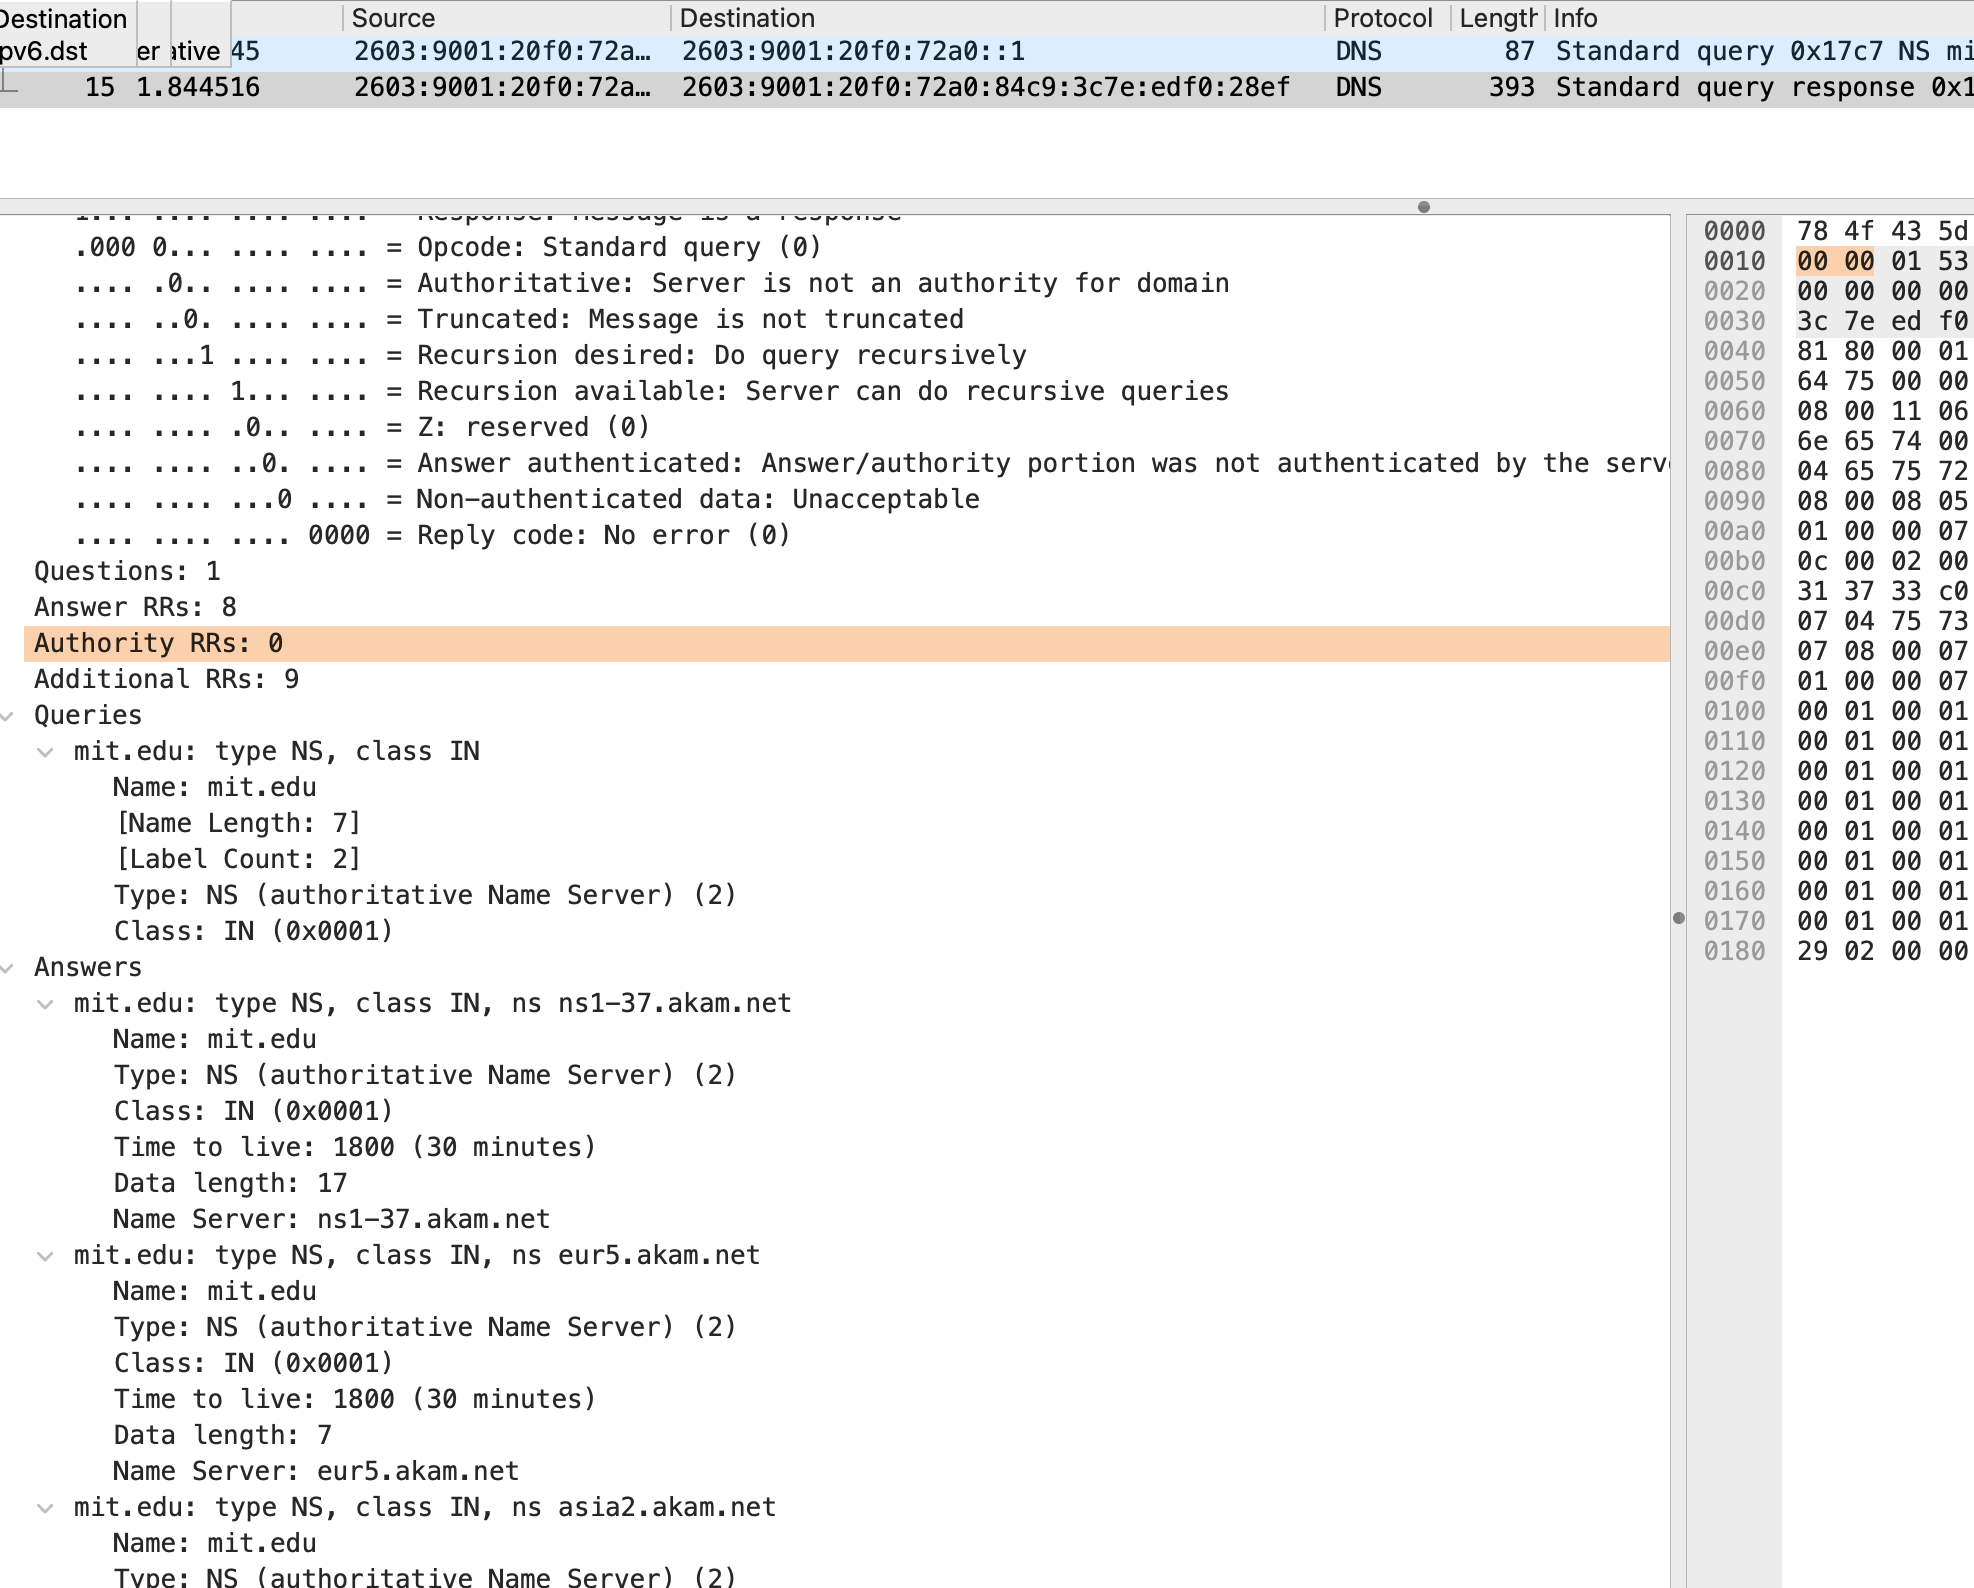 Destination Source Destination Protocol Length Info
pv6.dst er ative 45 2603:9001:20f0:72a… 2603:9001:20f0:72a0::1 DNS 87 Standard query 0x17c7 NS mi
15 1.844516 2603:9001:20f0:72a… 2603:9001:20f0:72a0:84c9:3c7e:edf0:28ef DNS 393 Standard query response 0x1
1... .... .... .... = Response: Message is a response
.000 0... .... .... = Opcode: Standard query (0)
.... .0.. .... .... = Authoritative: Server is not an authority for domain
.... ..0. .... .... = Truncated: Message is not truncated
.... ...1 .... .... = Recursion desired: Do query recursively
.... .... 1... .... = Recursion available: Server can do recursive queries
.... .... .0.. .... = Z: reserved (0)
.... .... ..0. .... = Answer authenticated: Answer/authority portion was not authenticated by the serv
.... .... ...0 .... = Non-authenticated data: Unacceptable
.... .... .... 0000 = Reply code: No error (0)
Questions: 1
Answer RRs: 8
Authority RRs: 0
Additional RRs: 9
Queries
mit.edu: type NS, class IN
Name: mit.edu
[Name Length: 7]
[Label Count: 2]
Type: NS (authoritative Name Server) (2)
Class: IN (0x0001)
Answers
mit.edu: type NS, class IN, ns ns1-37.akam.net
Name: mit.edu
Type: NS (authoritative Name Server) (2)
Class: IN (0x0001)
Time to live: 1800 (30 minutes)
Data length: 17
Name Server: ns1-37.akam.net
mit.edu: type NS, class IN, ns eur5.akam.net
Name: mit.edu
Type: NS (authoritative Name Server) (2)
Class: IN (0x0001)
Time to live: 1800 (30 minutes)
Data length: 7
Name Server: eur5.akam.net
mit.edu: type NS, class IN, ns asia2.akam.net
Name: mit.edu
Type: NS (authoritative Name Server) (2)
0000 78 4f 43 5d
0010 00 00 01 53
0020 00 00 00 00
0030 3c 7e ed f0
0040 81 80 00 01
0050 64 75 00 00
0060 08 00 11 06
0070 6e 65 74 00
0080 04 65 75 72
0090 08 00 08 05
00a0 01 00 00 07
00b0 0c 00 02 00
00c0 31 37 33 c0
00d0 07 04 75 73
00e0 07 08 00 07
00f0 01 00 00 07
0100 00 01 00 01
0110 00 01 00 01
0120 00 01 00 01
0130 00 01 00 01
0140 00 01 00 01
0150 00 01 00 01
0160 00 01 00 01
0170 00 01 00 01
0180 29 02 00 00